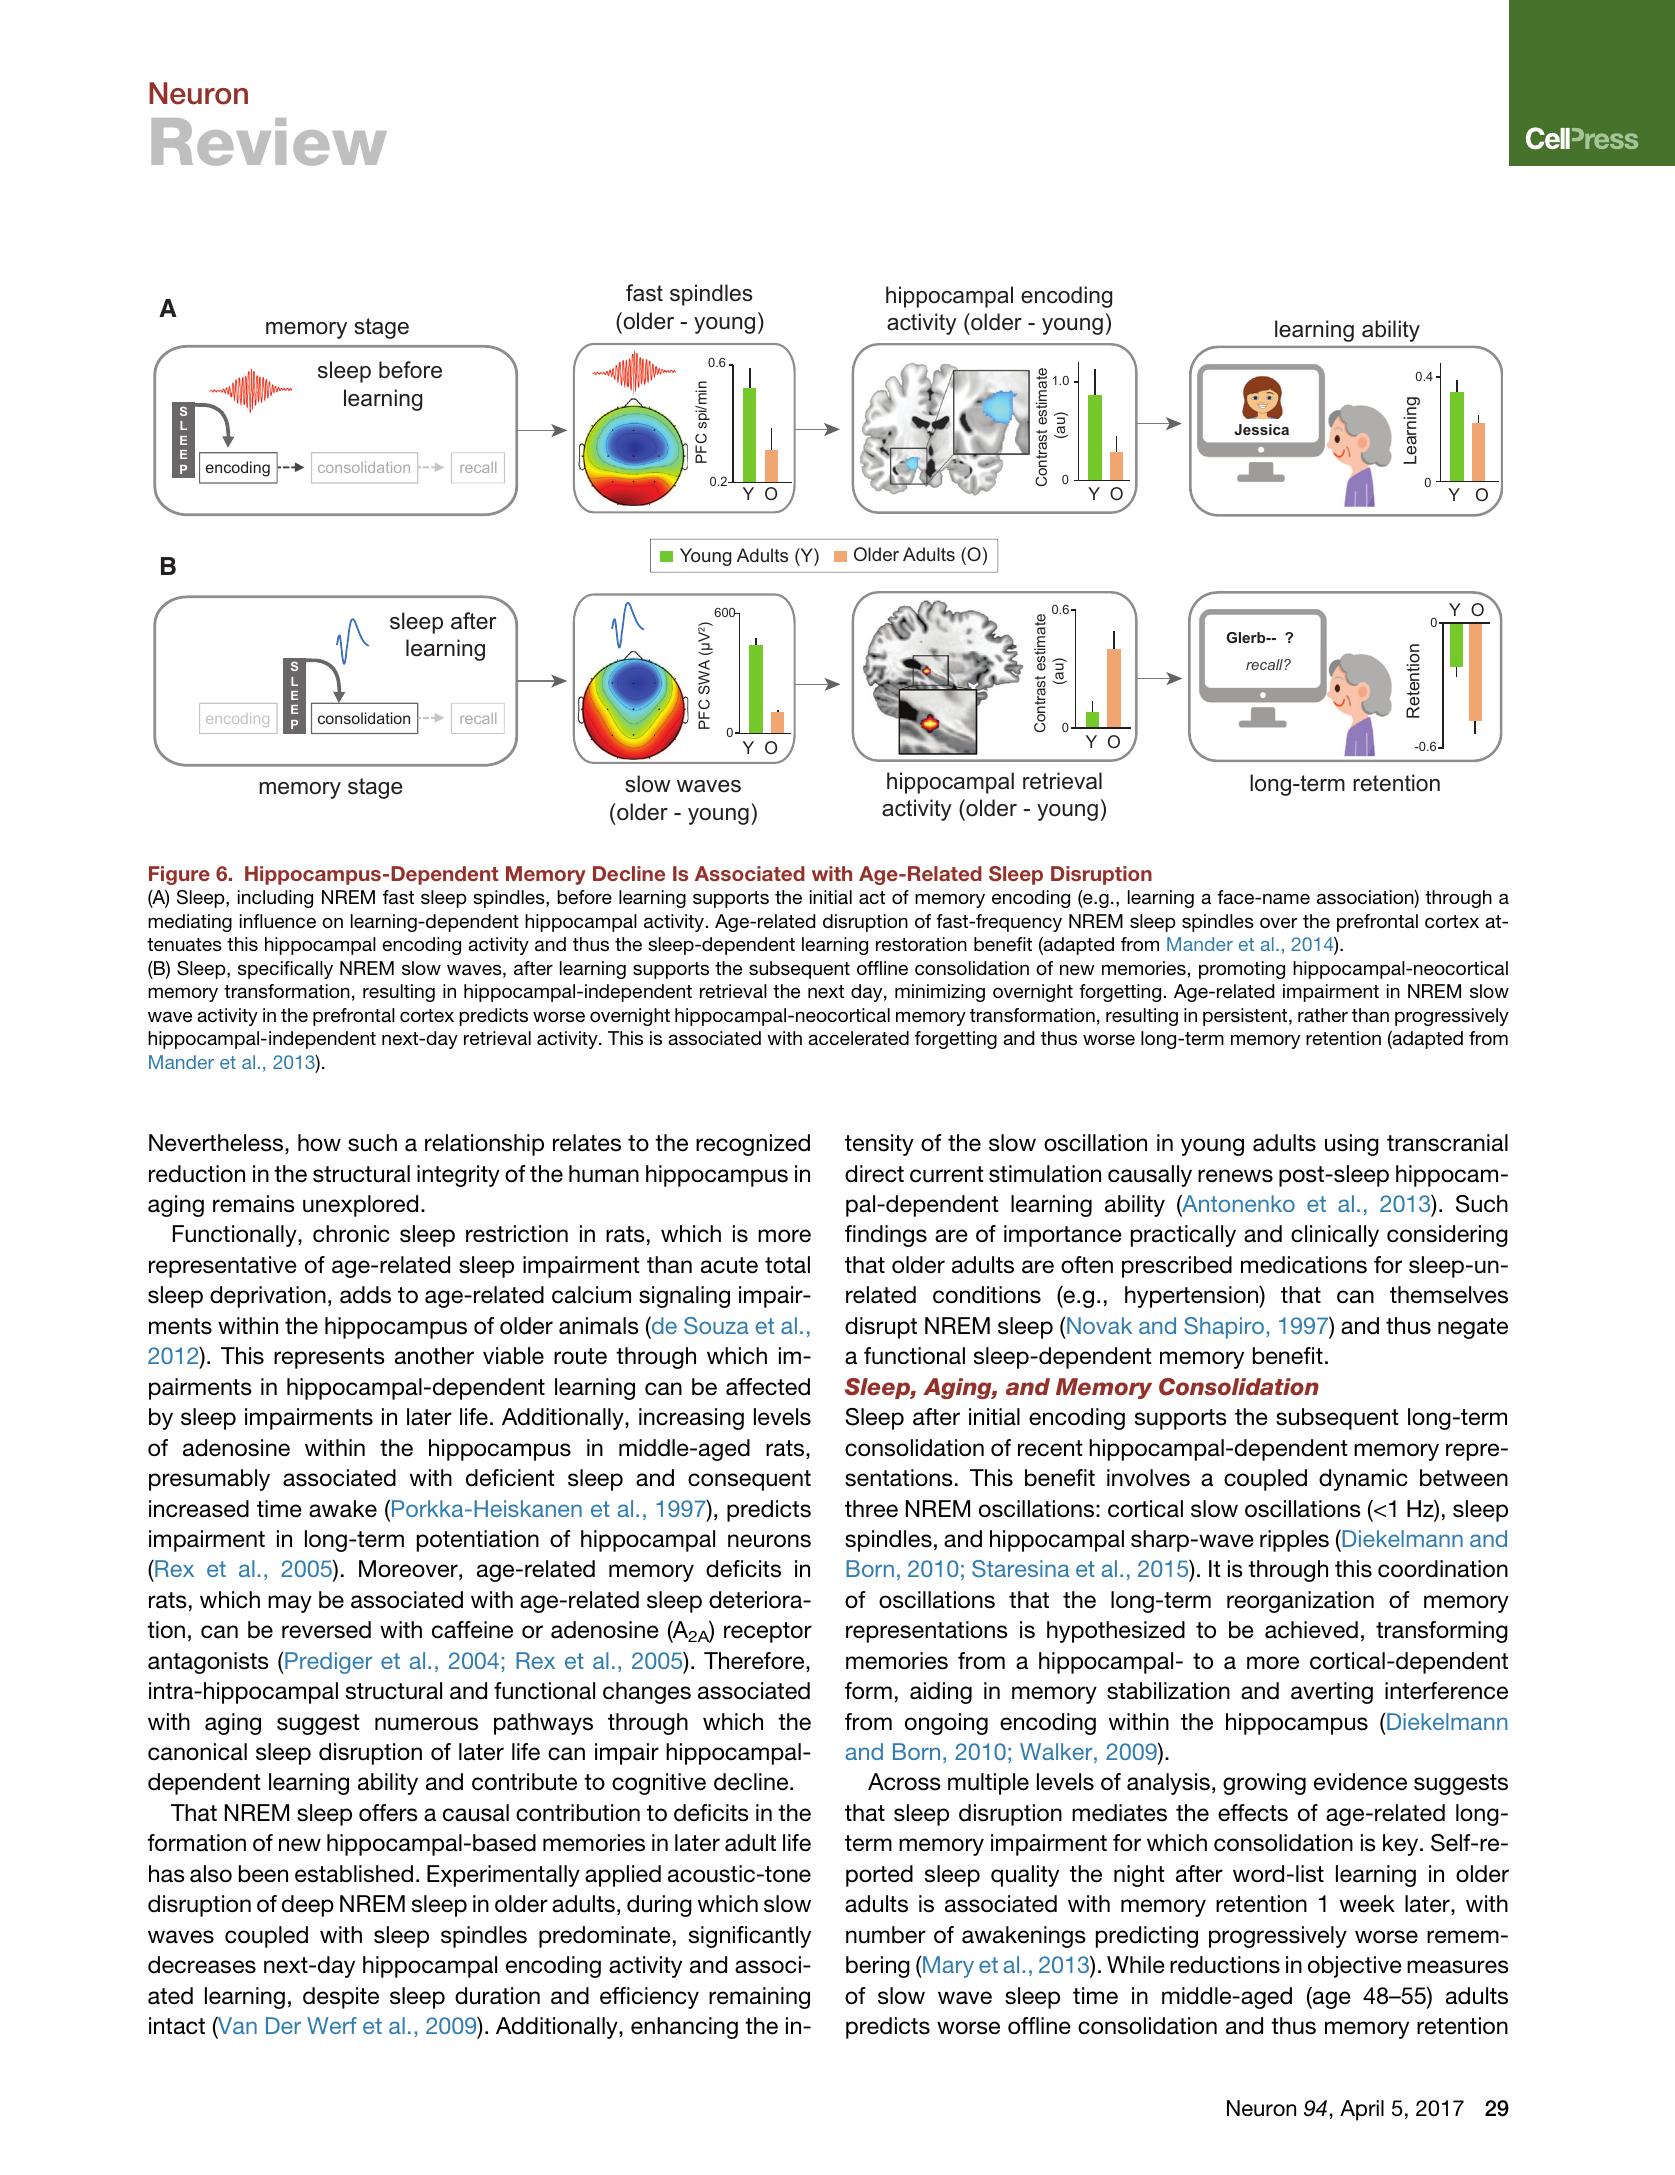 Neuron
Review
CellPress
A
memory stage
sleep before
learning
SLEEP
encoding
consolidation
recall
fast spindles
(older - young)
PFC spi/min
0.6
0.2
Y O
hippocampal encoding
activity (older - young)
Contrast estimate
(au)
1.0
0
Y O
learning ability
Jessica
Learning
0.4
0
Y O
Young Adults (Y) Older Adults (O)
B
sleep after
learning
SLEEP
encoding
consolidation
recall
memory stage
PFC SWA (µV²)
600
0
Y O
slow waves
(older - young)
Contrast estimate
(au)
0.6
0
Y O
hippocampal retrieval
activity (older - young)
Glerb-- ?
recall?
Retention
Y O
0
-0.6
long-term retention
Figure 6. Hippocampus-Dependent Memory Decline Is Associated with Age-Related Sleep Disruption
(A) Sleep, including NREM fast sleep spindles, before learning supports the initial act of memory encoding (e.g., learning a face-name association) through a
mediating influence on learning-dependent hippocampal activity. Age-related disruption of fast-frequency NREM sleep spindles over the prefrontal cortex at-
tenuates this hippocampal encoding activity and thus the sleep-dependent learning restoration benefit (adapted from Mander et al., 2014).
(B) Sleep, specifically NREM slow waves, after learning supports the subsequent offline consolidation of new memories, promoting hippocampal-neocortical
memory transformation, resulting in hippocampal-independent retrieval the next day, minimizing overnight forgetting. Age-related impairment in NREM slow
wave activity in the prefrontal cortex predicts worse overnight hippocampal-neocortical memory transformation, resulting in persistent, rather than progressively
hippocampal-independent next-day retrieval activity. This is associated with accelerated forgetting and thus worse long-term memory retention (adapted from
Mander et al., 2013).
Nevertheless, how such a relationship relates to the recognized
reduction in the structural integrity of the human hippocampus in
aging remains unexplored.
Functionally, chronic sleep restriction in rats, which is more
representative of age-related sleep impairment than acute total
sleep deprivation, adds to age-related calcium signaling impair-
ments within the hippocampus of older animals (de Souza et al.,
2012). This represents another viable route through which im-
pairments in hippocampal-dependent learning can be affected
by sleep impairments in later life. Additionally, increasing levels
of adenosine within the hippocampus in middle-aged rats,
presumably associated with deficient sleep and consequent
increased time awake (Porkka-Heiskanen et al., 1997), predicts
impairment in long-term potentiation of hippocampal neurons
(Rex et al., 2005). Moreover, age-related memory deficits in
rats, which may be associated with age-related sleep deteriora-
tion, can be reversed with caffeine or adenosine (A2A) receptor
antagonists (Prediger et al., 2004; Rex et al., 2005). Therefore,
intra-hippocampal structural and functional changes associated
with aging suggest numerous pathways through which the
canonical sleep disruption of later life can impair hippocampal-
dependent learning ability and contribute to cognitive decline.
That NREM sleep offers a causal contribution to deficits in the
formation of new hippocampal-based memories in later adult life
has also been established. Experimentally applied acoustic-tone
disruption of deep NREM sleep in older adults, during which slow
waves coupled with sleep spindles predominate, significantly
decreases next-day hippocampal encoding activity and associ-
ated learning, despite sleep duration and efficiency remaining
intact (Van Der Werf et al., 2009). Additionally, enhancing the in-
tensity of the slow oscillation in young adults using transcranial
direct current stimulation causally renews post-sleep hippocam-
pal-dependent learning ability (Antonenko et al., 2013). Such
findings are of importance practically and clinically considering
that older adults are often prescribed medications for sleep-un-
related conditions (e.g., hypertension) that can themselves
disrupt NREM sleep (Novak and Shapiro, 1997) and thus negate
a functional sleep-dependent memory benefit.
Sleep, Aging, and Memory Consolidation
Sleep after initial encoding supports the subsequent long-term
consolidation of recent hippocampal-dependent memory repre-
sentations. This benefit involves a coupled dynamic between
three NREM oscillations: cortical slow oscillations (<1 Hz), sleep
spindles, and hippocampal sharp-wave ripples (Diekelmann and
Born, 2010; Staresina et al., 2015). It is through this coordination
of oscillations that the long-term reorganization of memory
representations is hypothesized to be achieved, transforming
memories from a hippocampal- to a more cortical-dependent
form, aiding in memory stabilization and averting interference
from ongoing encoding within the hippocampus (Diekelmann
and Born, 2010; Walker, 2009).
Across multiple levels of analysis, growing evidence suggests
that sleep disruption mediates the effects of age-related long-
term memory impairment for which consolidation is key. Self-re-
ported sleep quality the night after word-list learning in older
adults is associated with memory retention 1 week later, with
number of awakenings predicting progressively worse remem-
bering (Mary et al., 2013). While reductions in objective measures
of slow wave sleep time in middle-aged (age 48–55) adults
predicts worse offline consolidation and thus memory retention
Neuron 94, April 5, 2017 29